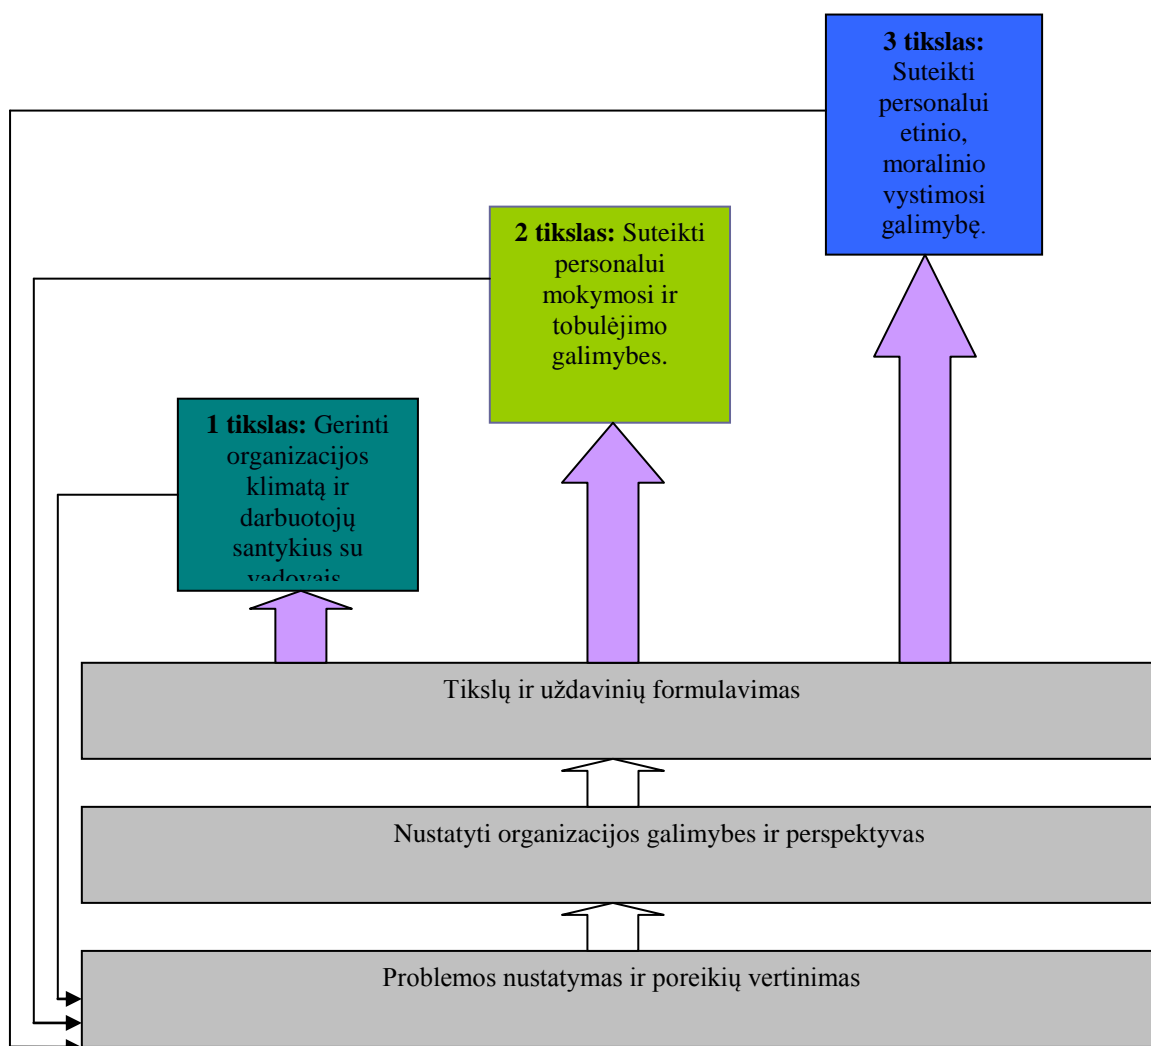 3 tikslas:
Suteikti
personalui
etinio,
moralinio
vystimosi
galimybę.
2 tikslas: Suteikti
personalui
mokymosi ir
tobulėjimo
galimybes.
1 tikslas: Gerinti
organizacijos
klimatą ir
darbuotojų
santykius su
vadovais.
Tikslų ir uždavinių formulavimas
Nustatyti organizacijos galimybes ir perspektyvas
Problemos nustatymas ir poreikių vertinimas